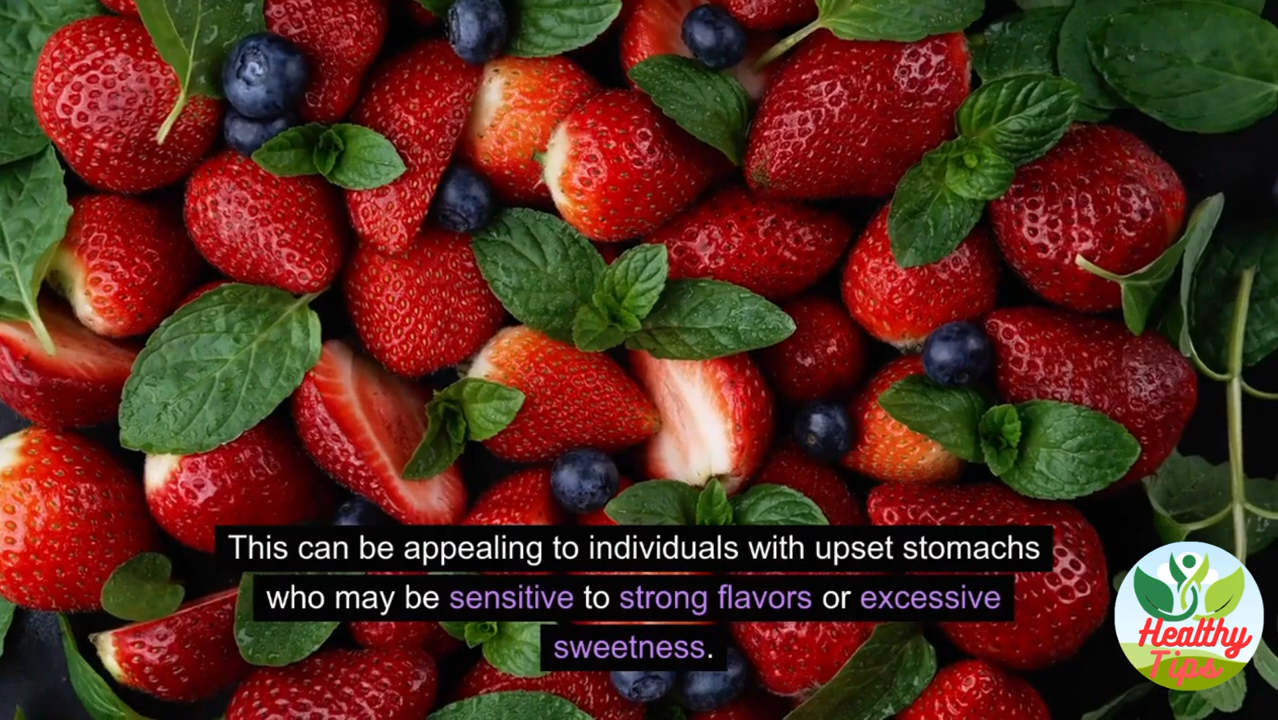 This can be appealing to individuals with upset stomachs
who may be sensitive to strong flavors or excessive
sweetness.
Healthy
Tips